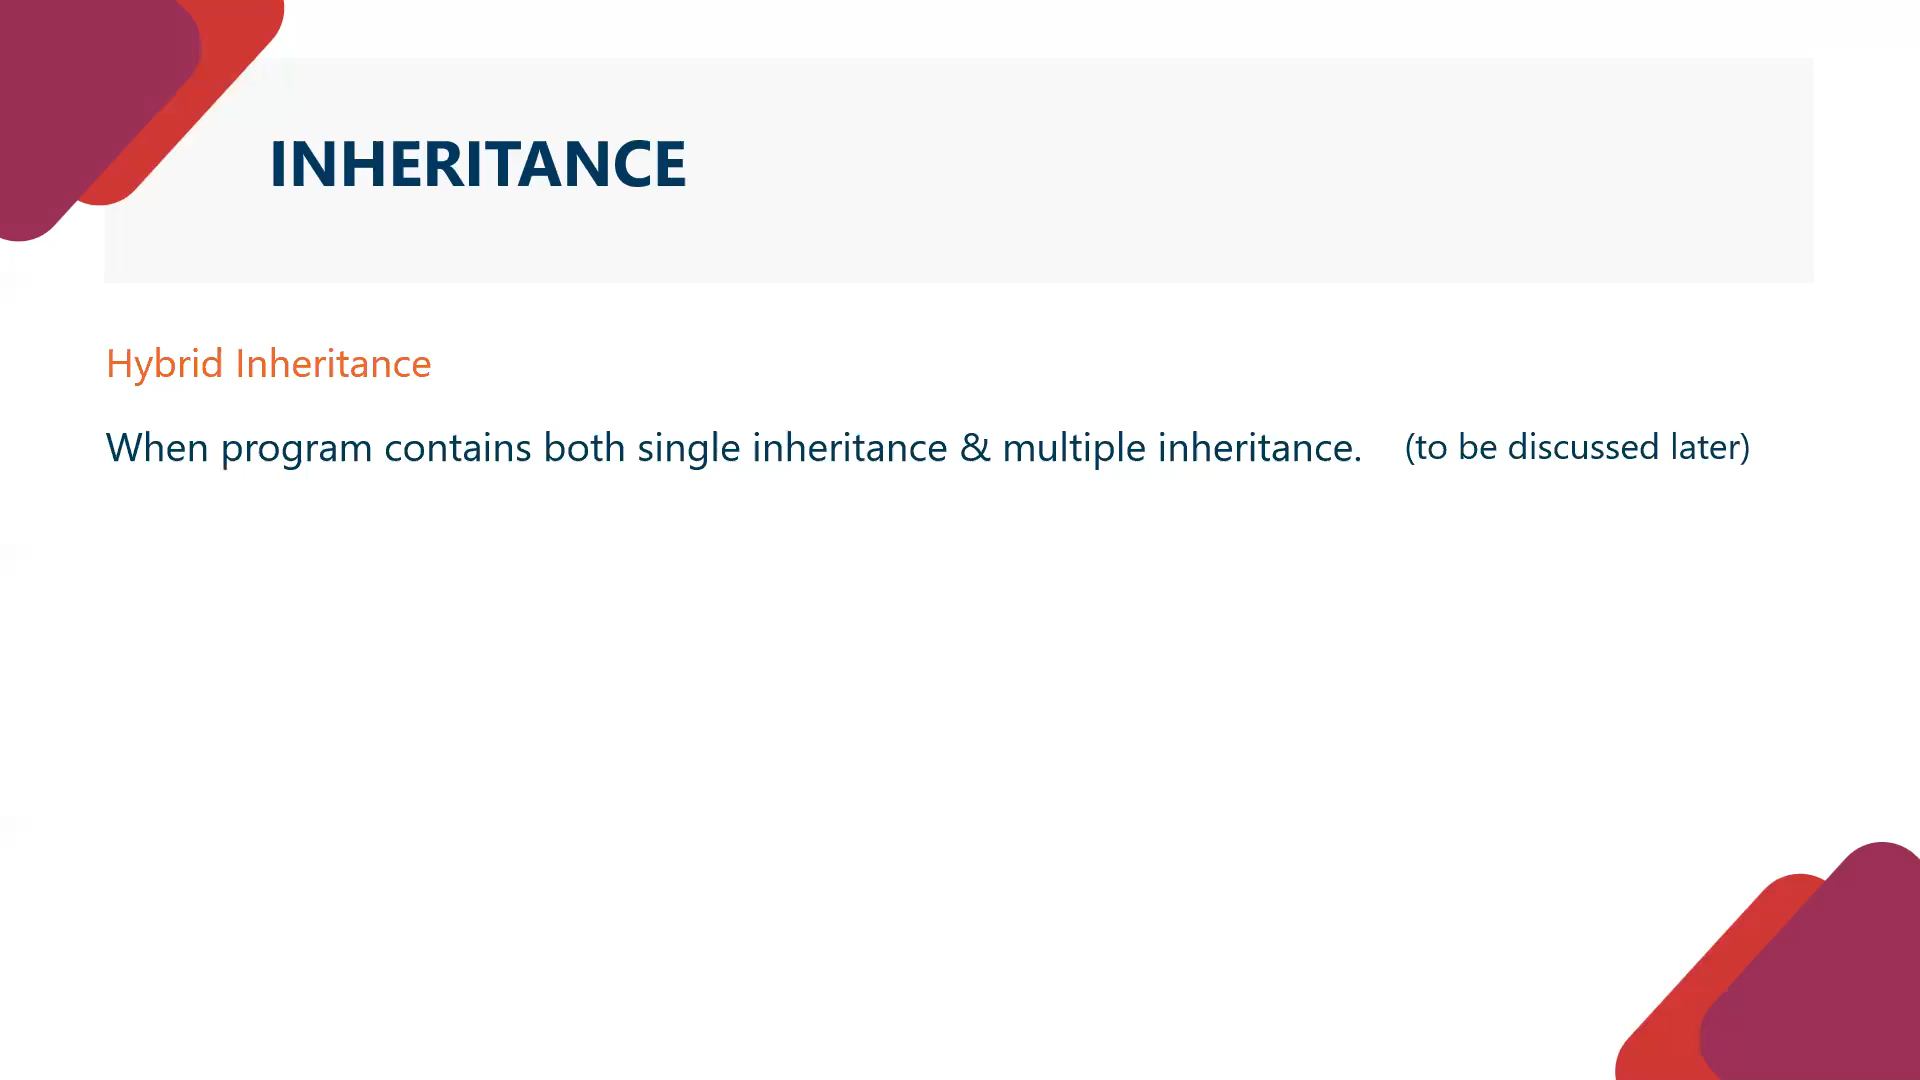 INHERITANCE
Hybrid Inheritance
When program contains both single inheritance & multiple inheritance. (to be discussed later)